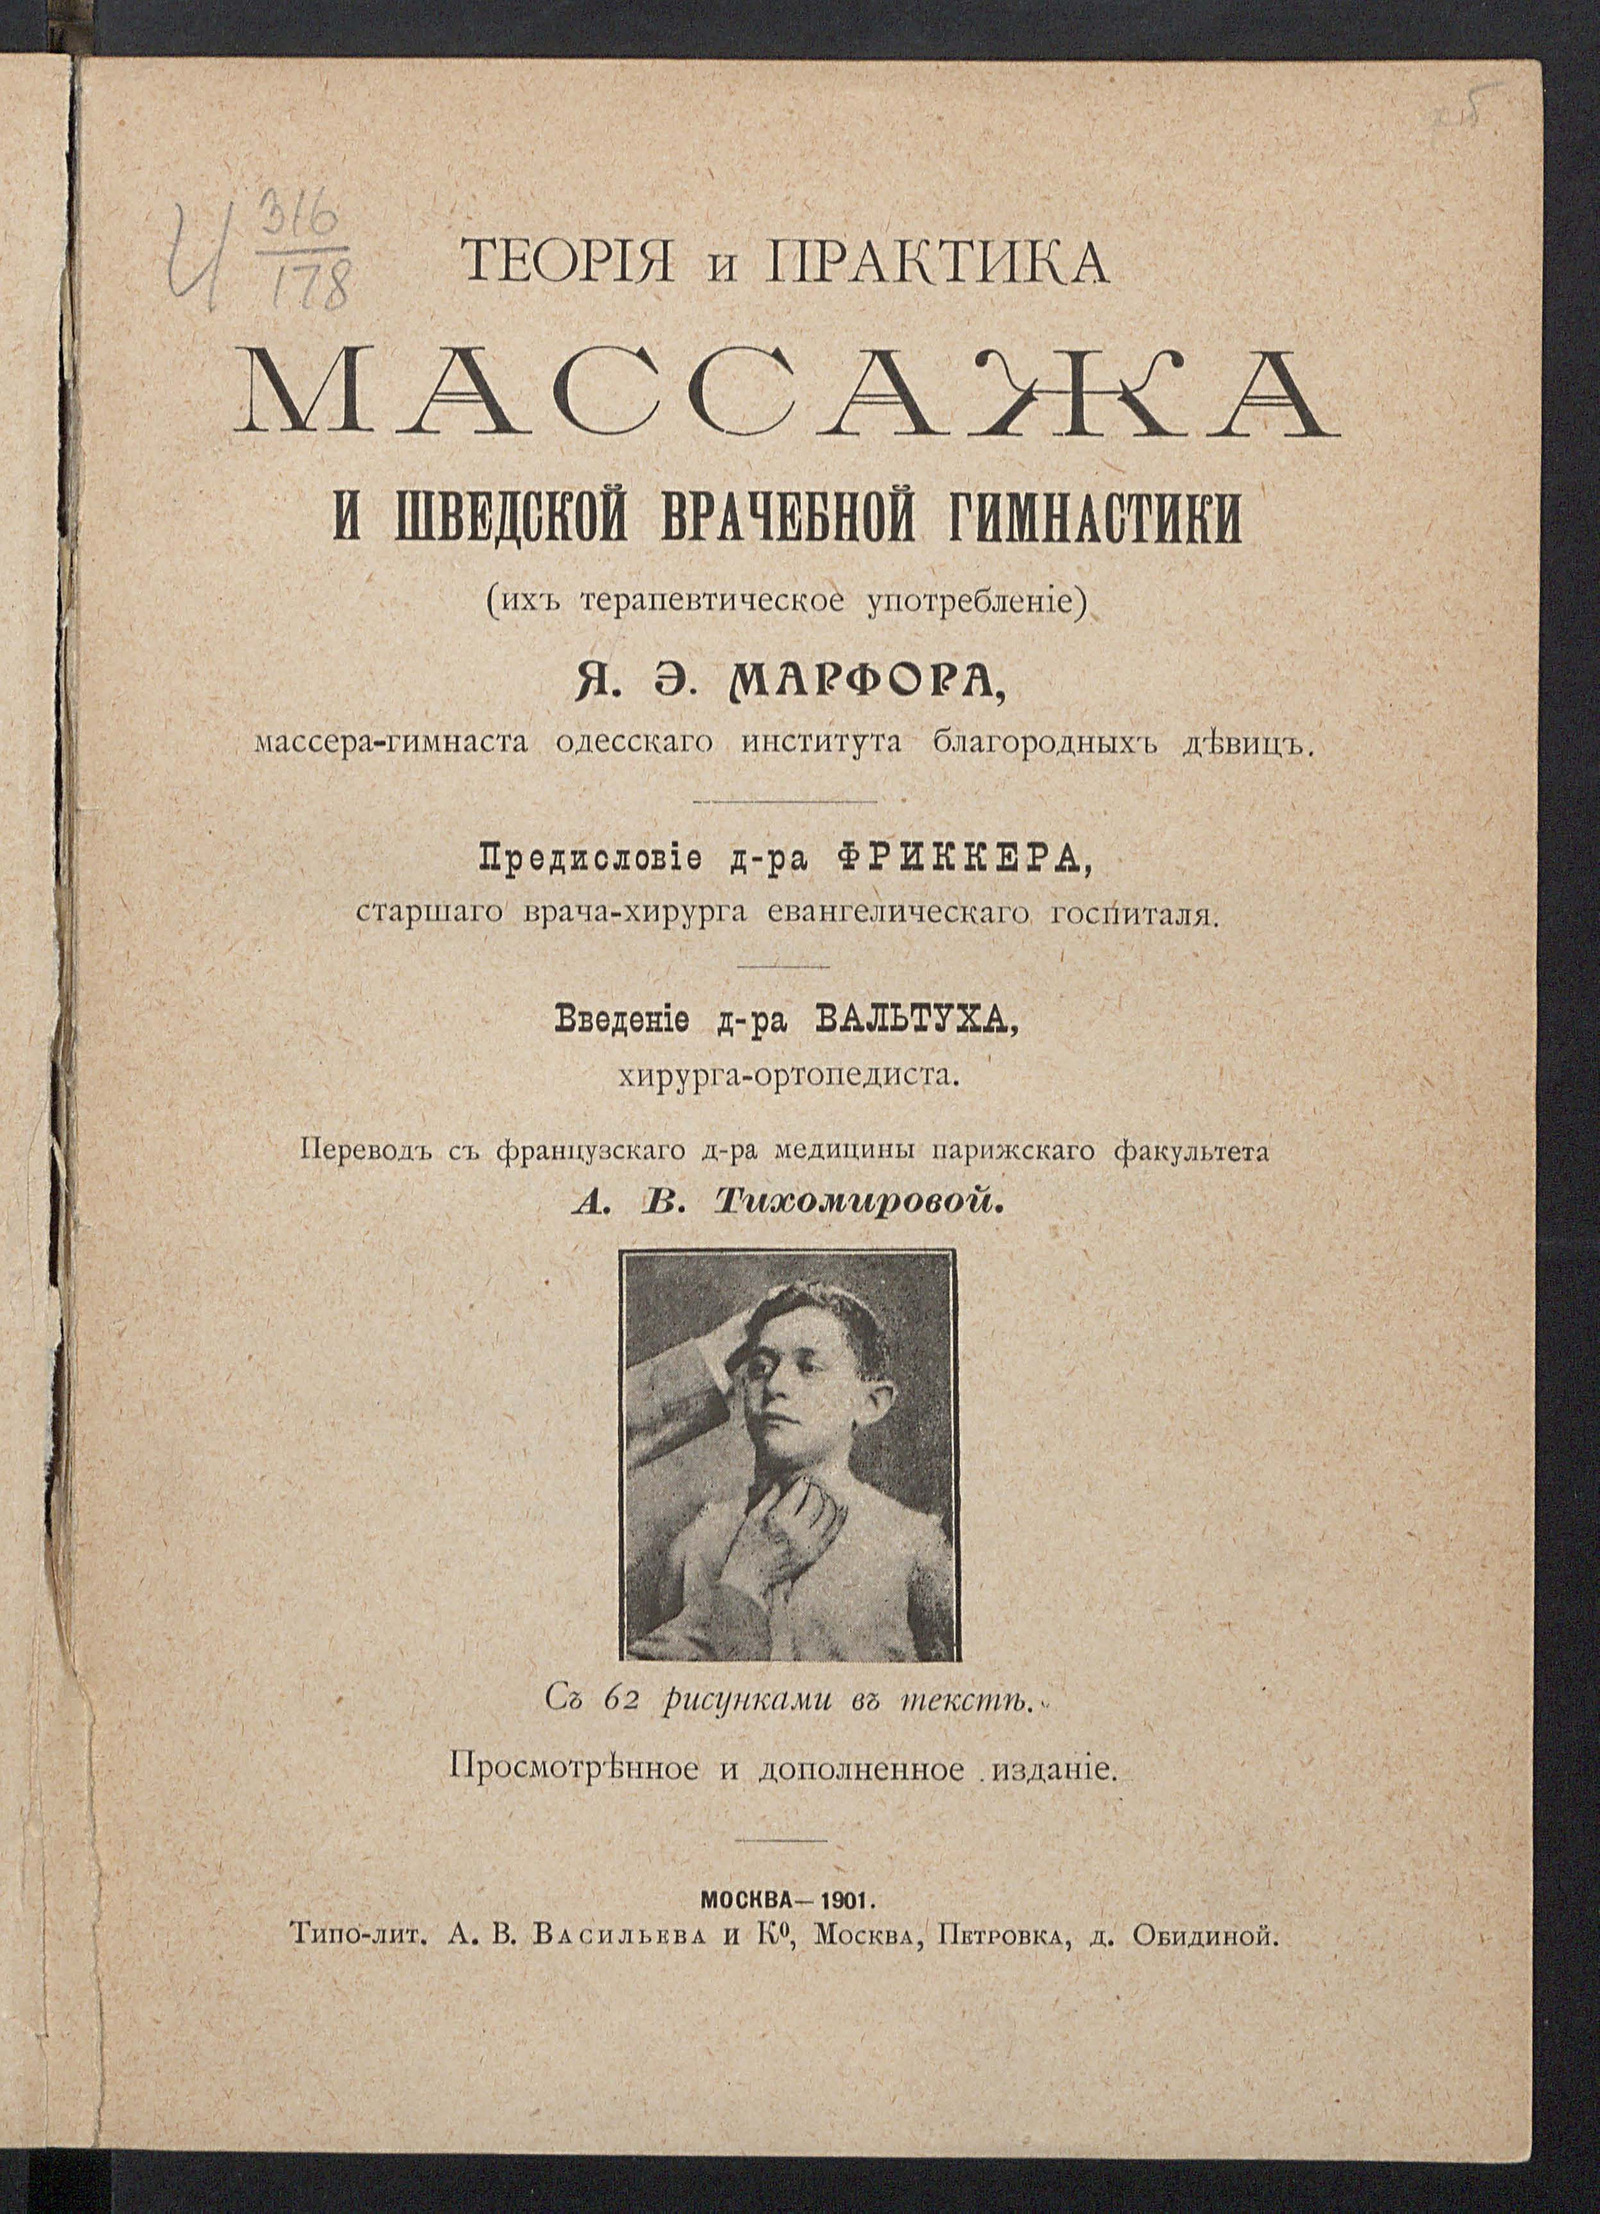 И 316
178
ТЕОРІЯ и ПРАКТИКА
МАССАЖА
И ШВЕДСКОЙ ВРАЧЕБНОЙ ГИМНАСТИКИ
(ихъ терапевтическое употребленіе)
Я. Э. МАРФОРА,
массера-гимнаста одесскаго института благородныхъ дѣвицъ.
Предисловіе д-ра ФРИККЕРА,
старшаго врача-хирурга евангелическаго госпиталя.
Введеніе д-ра ВАЛЬТУХА,
хирурга-ортопедиста.
Переводъ съ французскаго д-ра медицины парижскаго факультета
А. В. Тихомировой.
Съ 62 рисунками въ текстѣ.
Просмотрѣнное и дополненное изданіе.
МОСКВА—1901.
Типо-лит. А. В. Васильева и К⁰, Москва, Петровка, д. Обидиной.